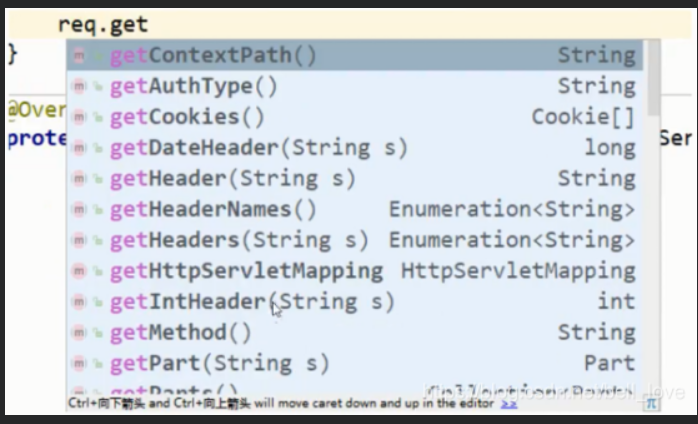 req.get
}
@Over
prote
Ser
getContextPath() String
getAuthType() String
getCookies() Cookie[]
getDateHeader(String s) long
getHeader(String s) String
getHeaderNames() Enumeration<String>
getHeaders(String s) Enumeration<String>
getHttpServletMapping HttpServletMapping
getIntHeader(String s) int
getMethod() String
getPart(String s) Part
getParts()
Ctrl+向下箭头 and Ctrl+向上箭头 will move caret down and up in the editor >>
π